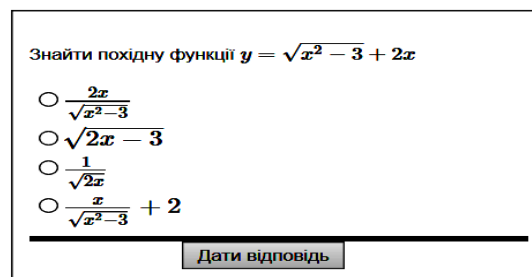 Знайти похідну функції y = √(x² − 3) + 2x
2x/√(x²−3)
√(2x − 3)
1/√(2x)
x/√(x²−3) + 2
Дати відповідь